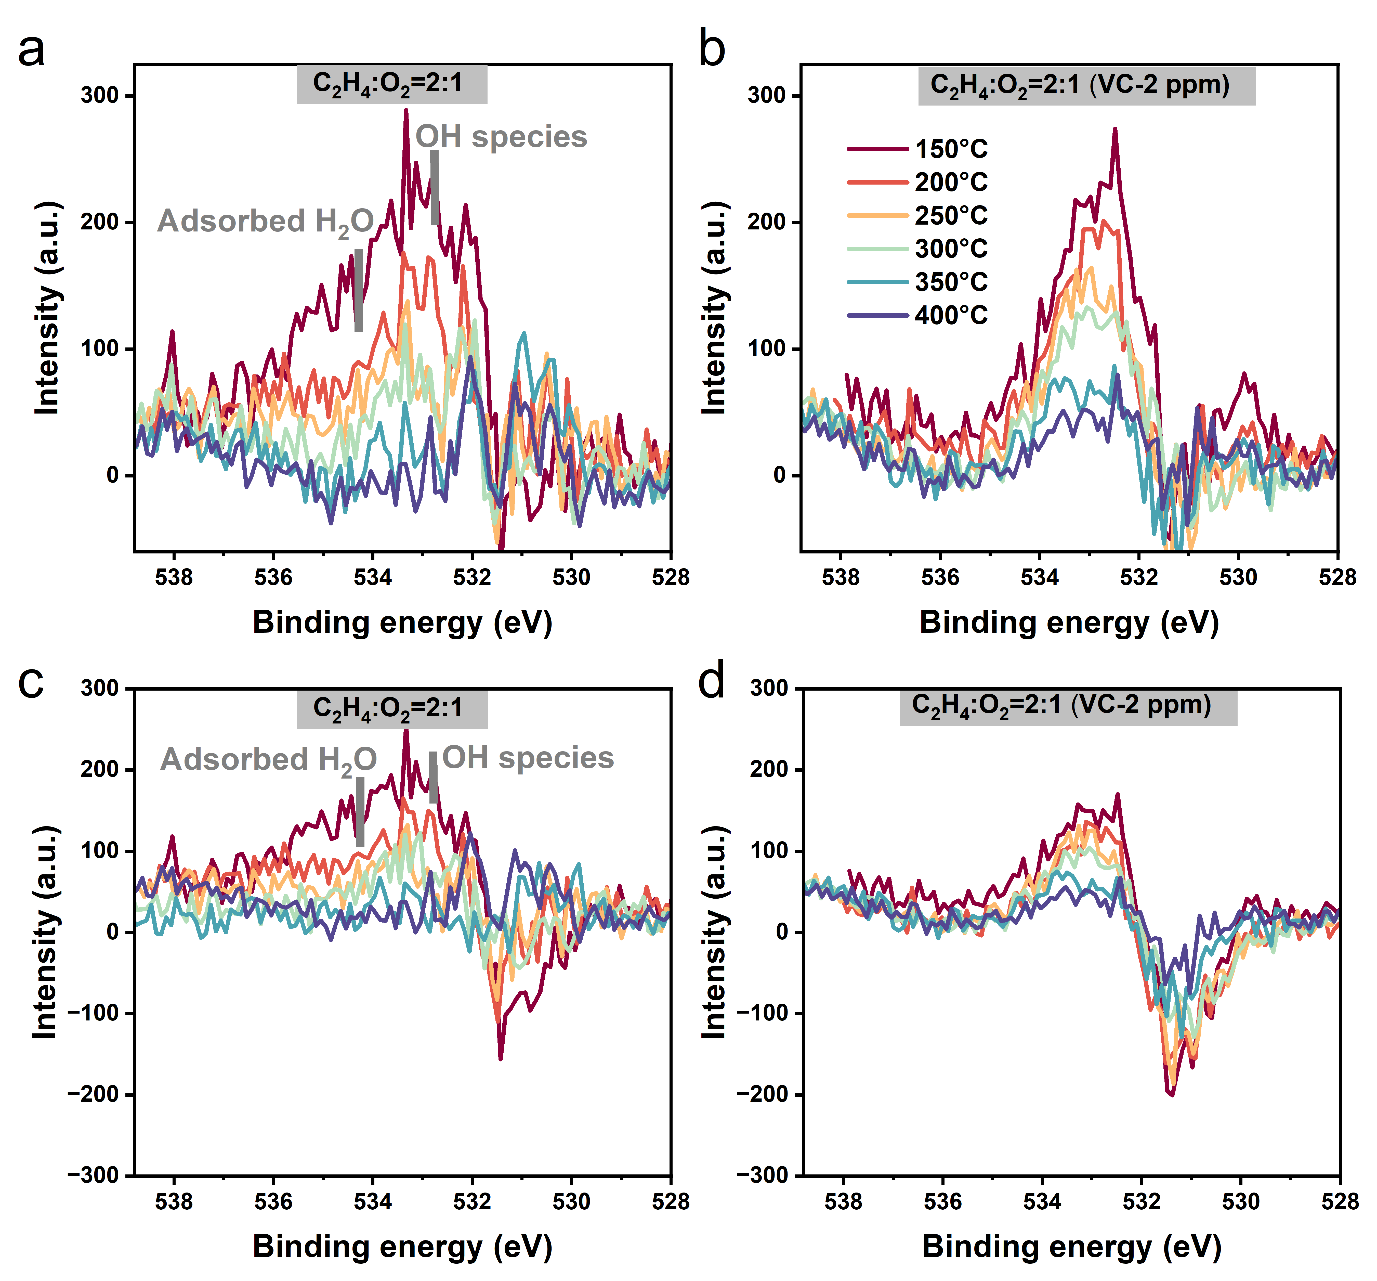 a
C₂H₄:O₂=2:1
OH species
Adsorbed H₂O
300
200
100
0
538
536
534
532
530
528
Intensity (a.u.)
Binding energy (eV)
b
C₂H₄:O₂=2:1 (VC-2 ppm)
150°C
200°C
250°C
300°C
350°C
400°C
300
200
100
0
538
536
534
532
530
528
Intensity (a.u.)
Binding energy (eV)
c
C₂H₄:O₂=2:1
Adsorbed H₂O
OH species
300
200
100
0
−100
−200
−300
538
536
534
532
530
528
Intensity (a.u.)
Binding energy (eV)
d
C₂H₄:O₂=2:1 (VC-2 ppm)
300
200
100
0
−100
−200
−300
538
536
534
532
530
528
Intensity (a.u.)
Binding energy (eV)